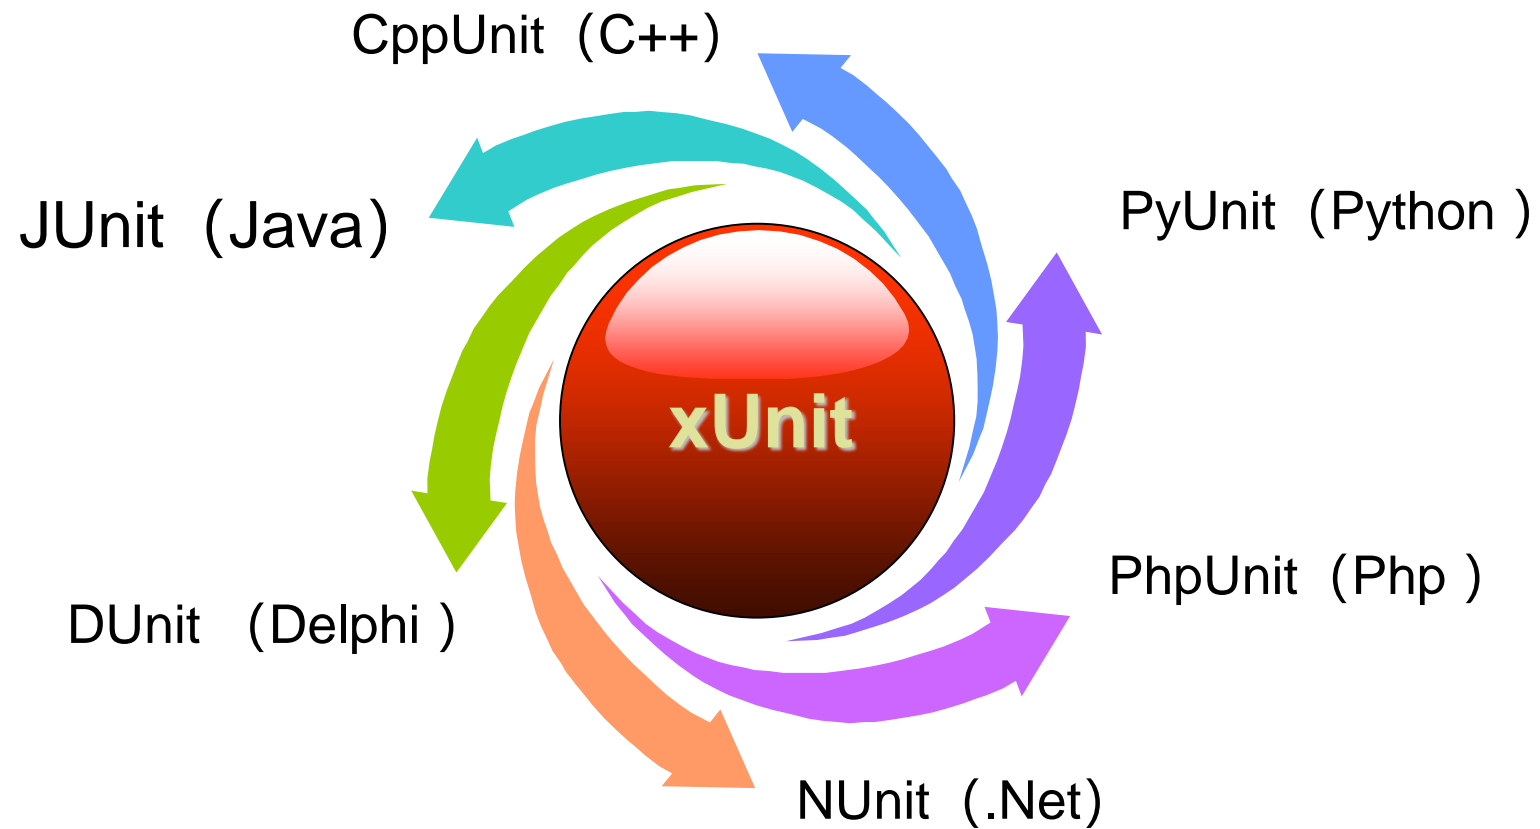 CppUnit (C++)
JUnit (Java)
PyUnit (Python )
xUnit
PhpUnit (Php )
DUnit (Delphi )
NUnit (.Net)